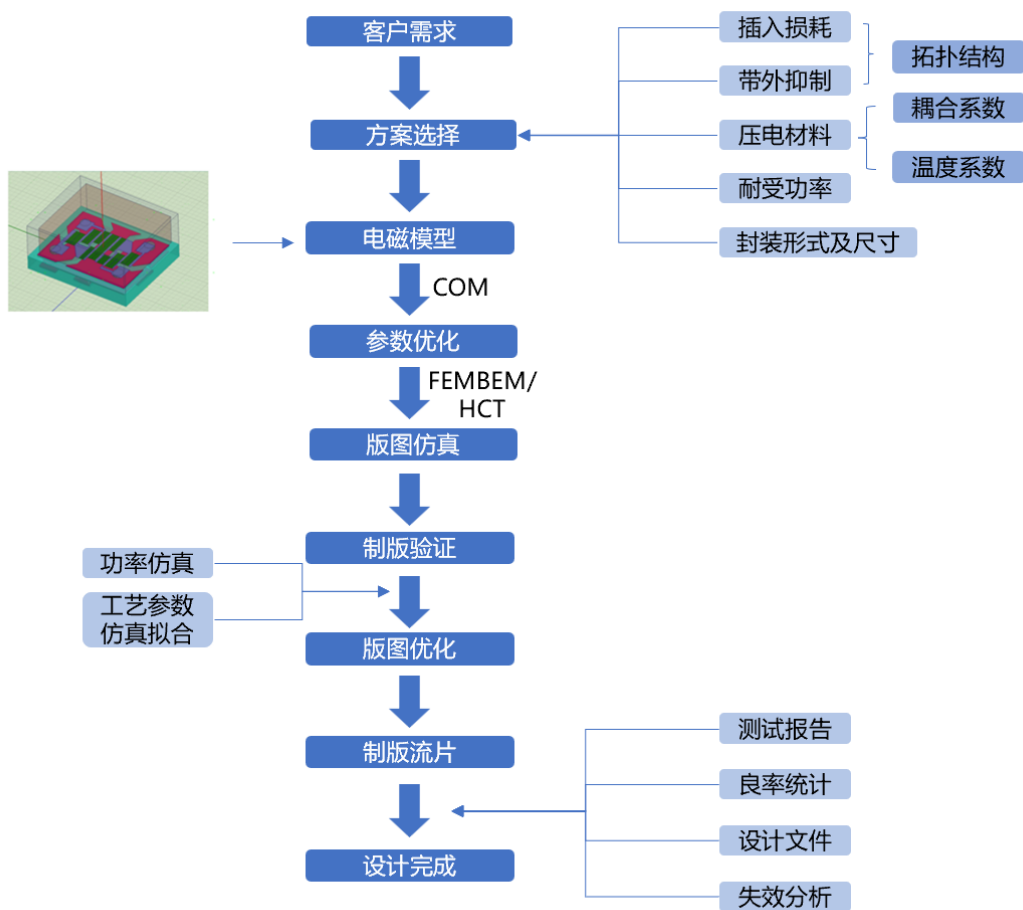 客户需求
方案选择
电磁模型
COM
参数优化
FEMBEM/
HCT
版图仿真
制版验证
版图优化
制版流片
设计完成
插入损耗
带外抑制
压电材料
耐受功率
封装形式及尺寸
拓扑结构
耦合系数
温度系数
功率仿真
工艺参数
仿真拟合
测试报告
良率统计
设计文件
失效分析